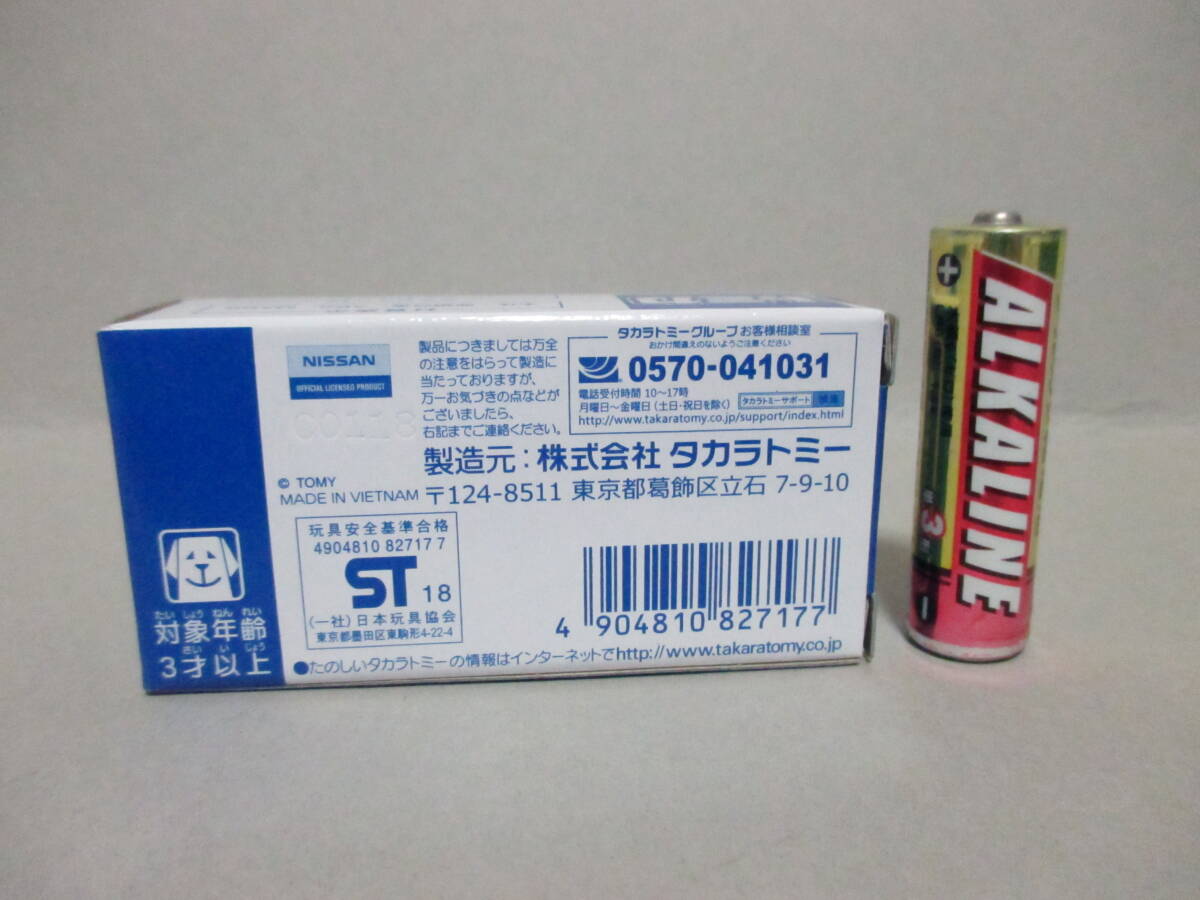 NISSAN
OFFICIAL LICENSED PRODUCT
製品につきましては万全
の注意をはらって製造に
当たっておりますが、
万一お気づきの点などが
ございましたら、
右記までご連絡ください。
タカラトミーグループ お客様相談室
おかけ間違えのないようご注意ください
0570-041031
電話受付時間 10〜17時
月曜日〜金曜日 (土日・祝日を除く)
タカラトミーサポート 検索
http://www.takaratomy.co.jp/support/index.html
製造元:株式会社 タカラトミー
© TOMY
MADE IN VIETNAM
〒124-8511 東京都葛飾区立石 7-9-10
玩具安全基準合格
4904810 82717 7
ST 18
(一社)日本玩具協会
東京都墨田区東駒形4-22-4
4 904810 827177
たいしょうねんれい
対象年齢
さいいじょう
3才以上
●たのしいタカラトミーの情報はインターネットでhttp://www.takaratomy.co.jp
+
ALKALINE
単3形
-